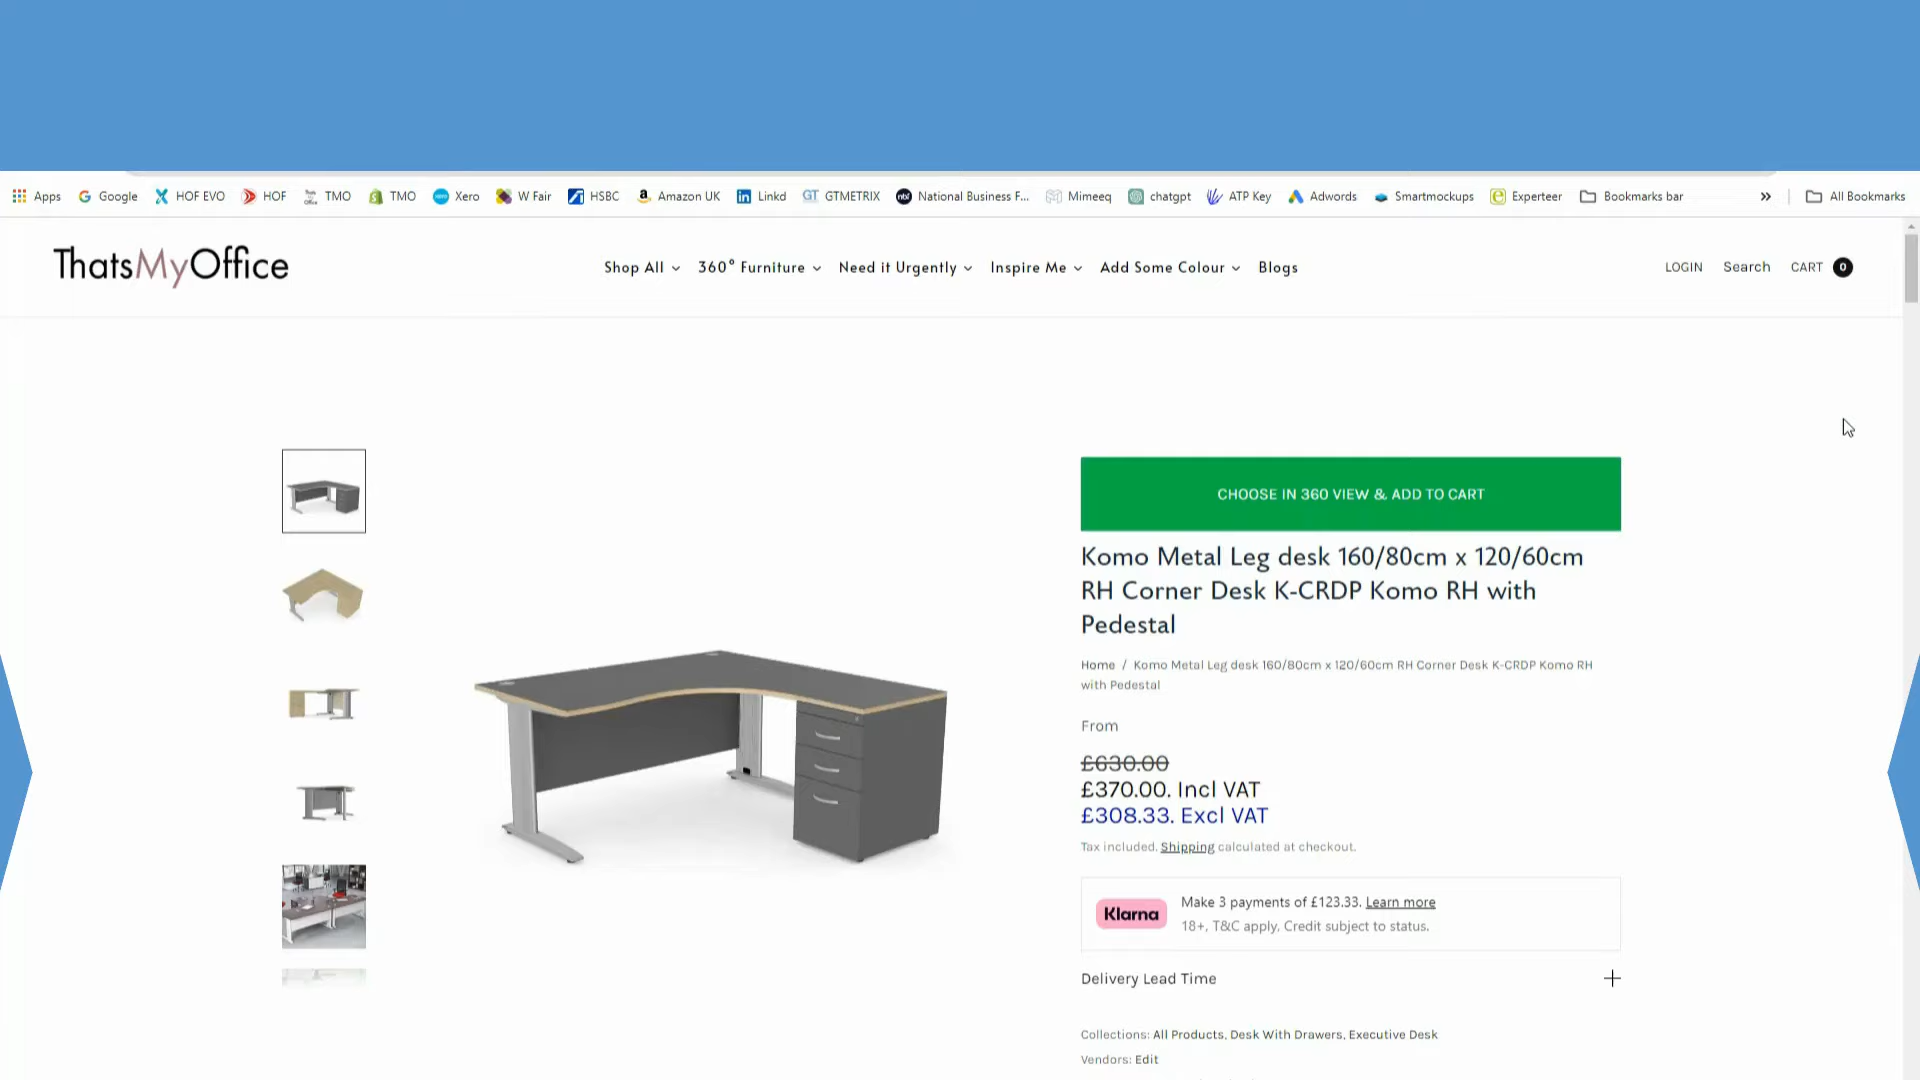 Apps Google HOF EVO HOF TMO TMO Xero W Fair HSBC Amazon UK Linkd GTMETRIX National Business F... Mimeeq chatgpt ATP Key Adwords Smartmockups Experteer Bookmarks bar » All Bookmarks
ThatsMyOffice
Shop All 360° Furniture Need it Urgently Inspire Me Add Some Colour Blogs
LOGIN Search CART 0
CHOOSE IN 360 VIEW & ADD TO CART
Komo Metal Leg desk 160/80cm x 120/60cm
RH Corner Desk K-CRDP Komo RH with
Pedestal
Home / Komo Metal Leg desk 160/80cm x 120/60cm RH Corner Desk K-CRDP Komo RH
with Pedestal
From
£630.00
£370.00. Incl VAT
£308.33. Excl VAT
Tax included. Shipping calculated at checkout.
Klarna
Make 3 payments of £123.33. Learn more
18+, T&C apply. Credit subject to status.
Delivery Lead Time
Collections: All Products, Desk With Drawers, Executive Desk
Vendors: Edit